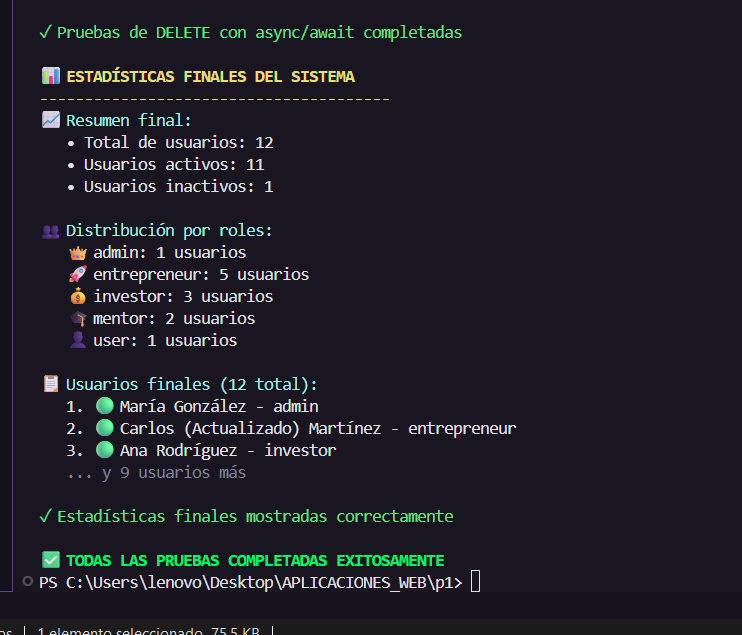 ✓ Pruebas de DELETE con async/await completadas
📊 ESTADÍSTICAS FINALES DEL SISTEMA
---------------------------------------
📈 Resumen final:
• Total de usuarios: 12
• Usuarios activos: 11
• Usuarios inactivos: 1
👥 Distribución por roles:
👑 admin: 1 usuarios
🚀 entrepreneur: 5 usuarios
💰 investor: 3 usuarios
🎓 mentor: 2 usuarios
👤 user: 1 usuarios
📋 Usuarios finales (12 total):
1. 🟢 María González - admin
2. 🟢 Carlos (Actualizado) Martínez - entrepreneur
3. 🟢 Ana Rodríguez - investor
... y 9 usuarios más
✓ Estadísticas finales mostradas correctamente
✅ TODAS LAS PRUEBAS COMPLETADAS EXITOSAMENTE
PS C:\Users\lenovo\Desktop\APLICACIONES_WEB\p1>
1 elemento seleccionado 75.5 KB